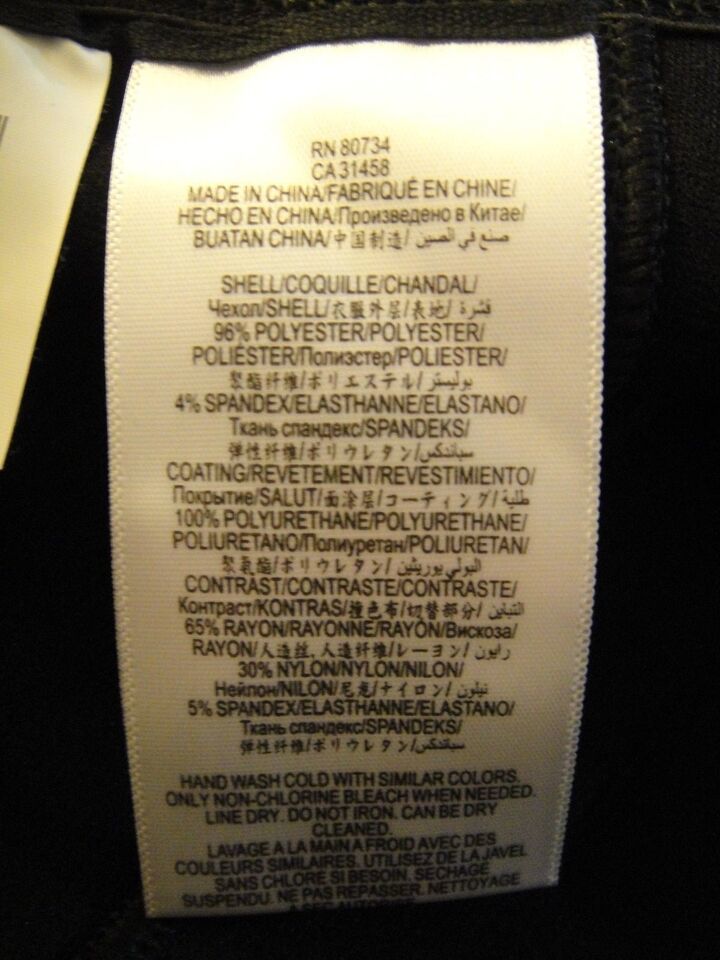 RN 80734
CA 31458
MADE IN CHINA/FABRIQUÉ EN CHINE/
HECHO EN CHINA/Произведено в Китае/
BUATAN CHINA/中国制造/ صنع في الصين
SHELL/COQUILLE/CHANDAL/
Чехол/SHELL/衣服外层/表地/ قشرة
96% POLYESTER/POLYESTER/
POLIÉSTER/Полиэстер/POLIESTER/
聚酯纤维/ポリエステル/ بوليستر
4% SPANDEX/ELASTHANNE/ELASTANO/
Ткань спандекс/SPANDEKS/
弹性纤维/ポリウレタン/ سباندكس
COATING/REVETEMENT/REVESTIMIENTO/
Покрытие/SALUT/面涂层/コーティング/ طلية
100% POLYURETHANE/POLYURETHANE/
POLIURETANO/Полиуретан/POLIURETAN/
聚氨酯/ポリウレタン/ البولي يوريثين
CONTRAST/CONTRASTE/CONTRASTE/
Контраст/KONTRAS/撞色布/切替部分/ التباين
65% RAYON/RAYONNE/RAYÓN/Вискоза/
RAYON/人造丝, 人造纤维/レーヨン/ رايون
30% NYLON/NYLON/NILON/
Нейлон/NILON/尼龙/ナイロン/ نيلون
5% SPANDEX/ELASTHANNE/ELASTANO/
Ткань спандекс/SPANDEKS/
弹性纤维/ポリウレタン/ سباندكس
HAND WASH COLD WITH SIMILAR COLORS.
ONLY NON-CHLORINE BLEACH WHEN NEEDED.
LINE DRY. DO NOT IRON. CAN BE DRY
CLEANED.
LAVAGE A LA MAIN A FROID AVEC DES
COULEURS SIMILAIRES. UTILISEZ DE LA JAVEL
SANS CHLORE SI BESOIN. SECHAGE
SUSPENDU. NE PAS REPASSER. NETTOYAGE
A SEC AUTORISE